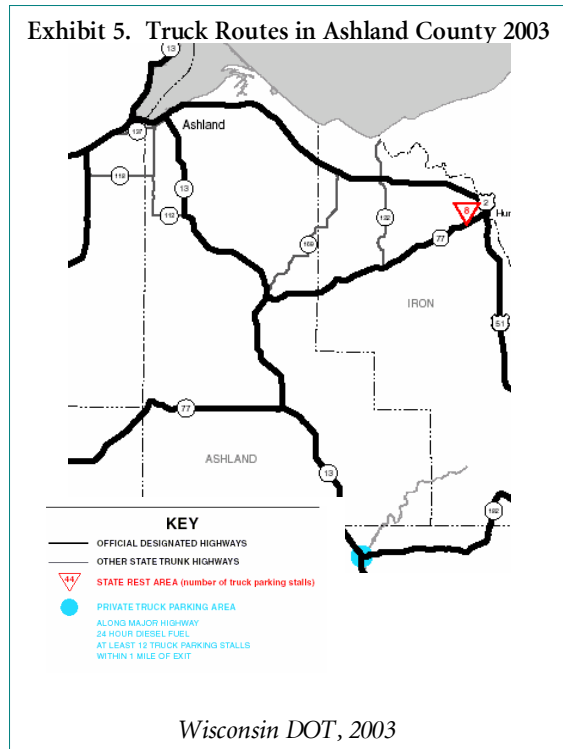 Exhibit 5. Truck Routes in Ashland County 2003
13
Ashland
137
118
13
112
169
122
8
2
Hur
77
IRON
51
77
ASHLAND
13
182
KEY
OFFICIAL DESIGNATED HIGHWAYS
OTHER STATE TRUNK HIGHWAYS
44
STATE REST AREA (number of truck parking stalls)
PRIVATE TRUCK PARKING AREA
ALONG MAJOR HIGHWAY
24 HOUR DIESEL FUEL
AT LEAST 12 TRUCK PARKING STALLS
WITHIN 1 MILE OF EXIT
Wisconsin DOT, 2003